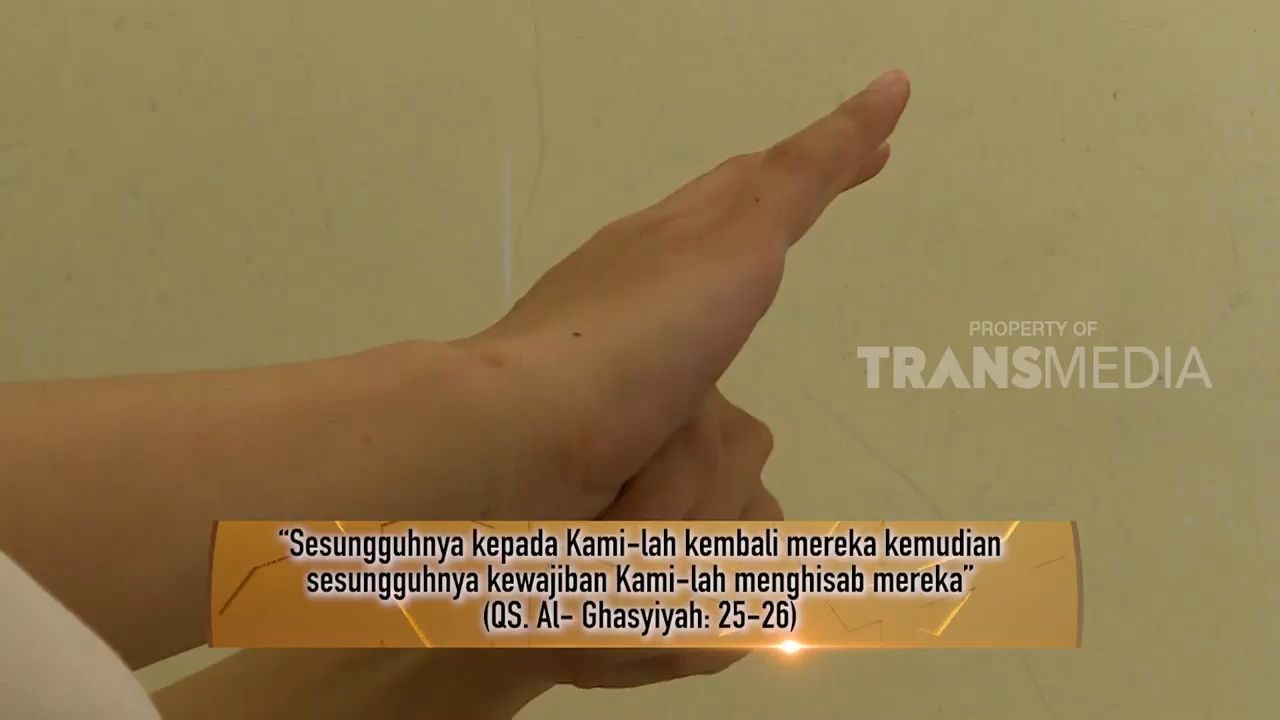 PROPERTY OF
TRANSMEDIA
“Sesungguhnya kepada Kami-lah kembali mereka kemudian
sesungguhnya kewajiban Kami-lah menghisab mereka”
(QS. Al- Ghasyiyah: 25-26)